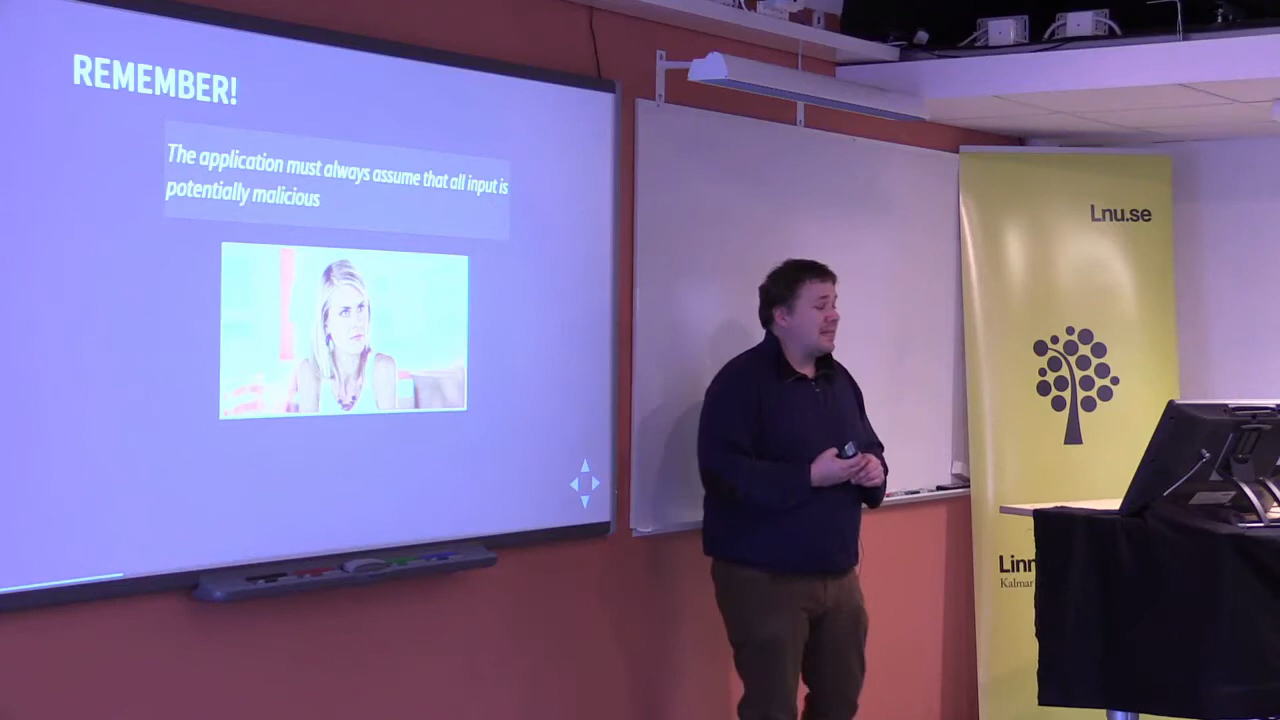 REMEMBER!
The application must always assume that all input is
potentially malicious
Lnu.se
Linn
Kalmar